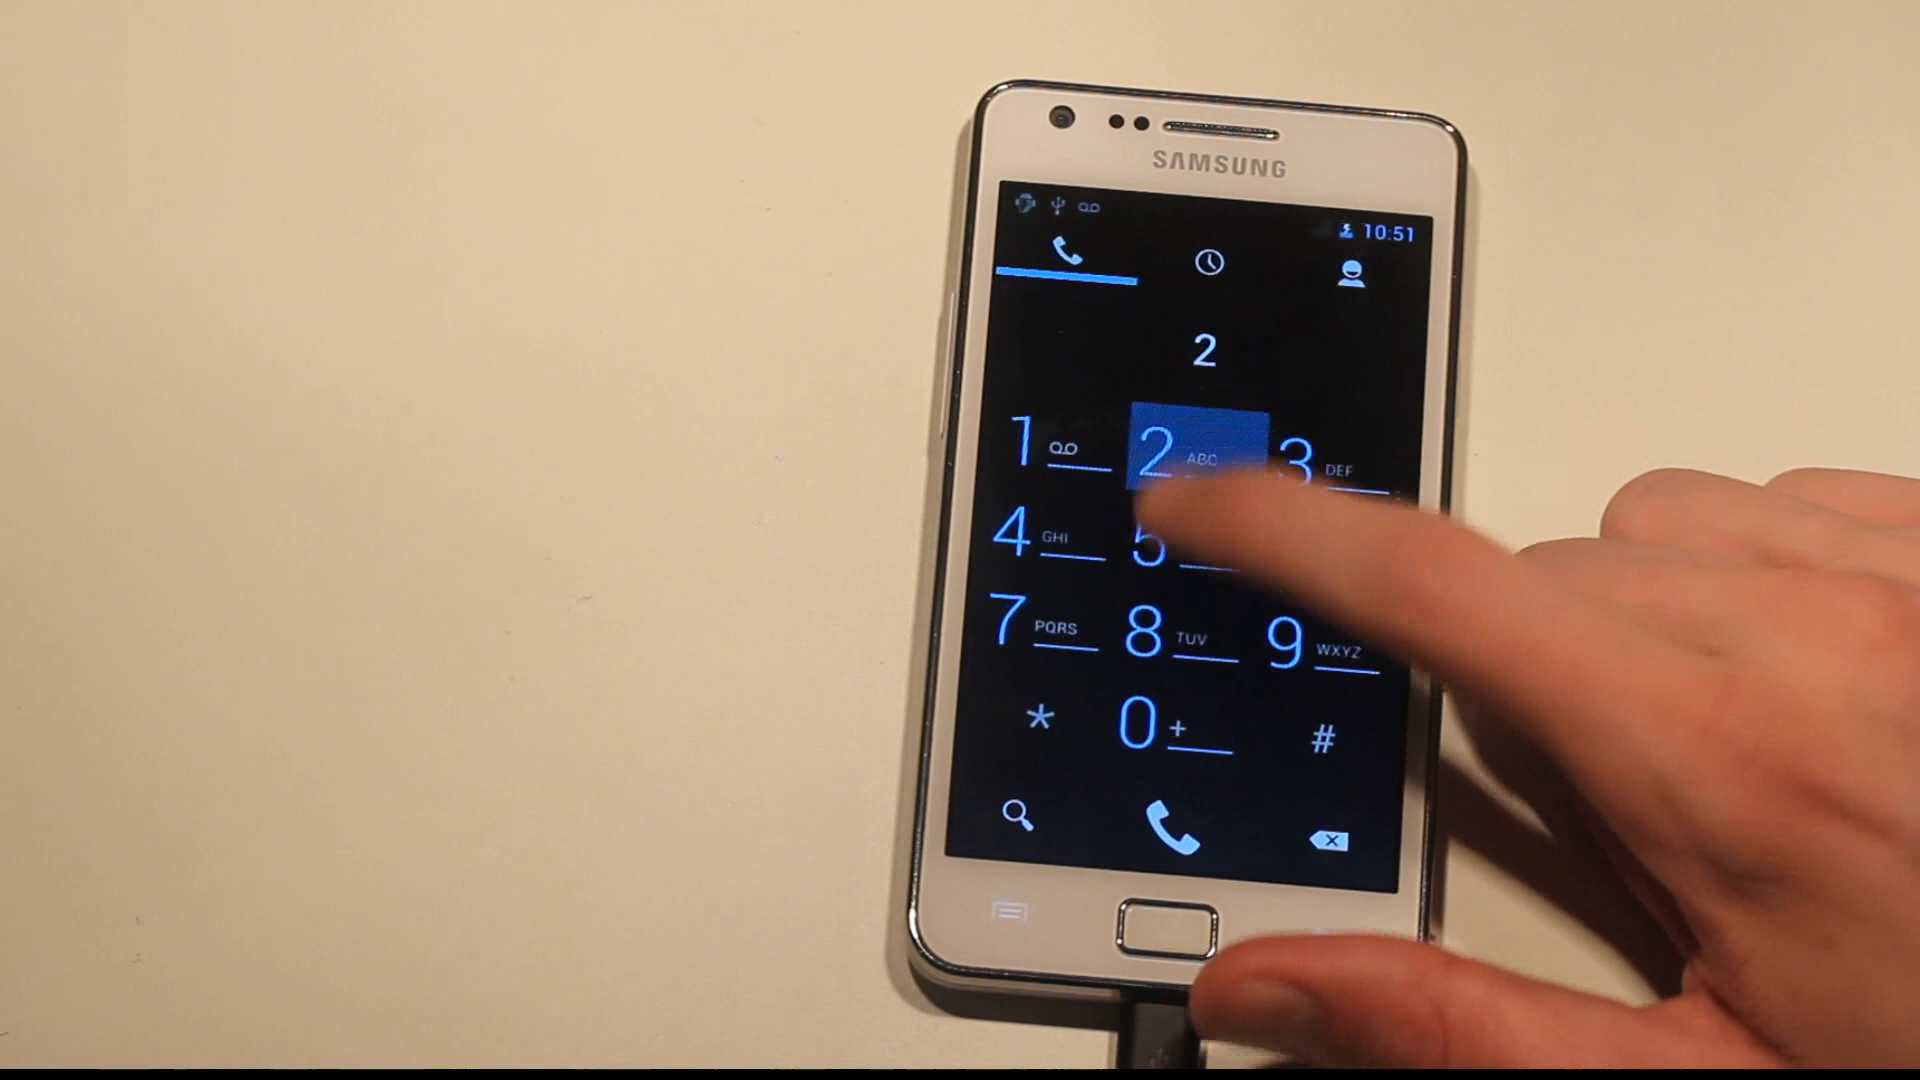 SAMSUNG
10:51
2
1 2 ABC 3 DEF
4 GHI 5
7 PQRS 8 TUV 9 WXYZ
* 0 + #